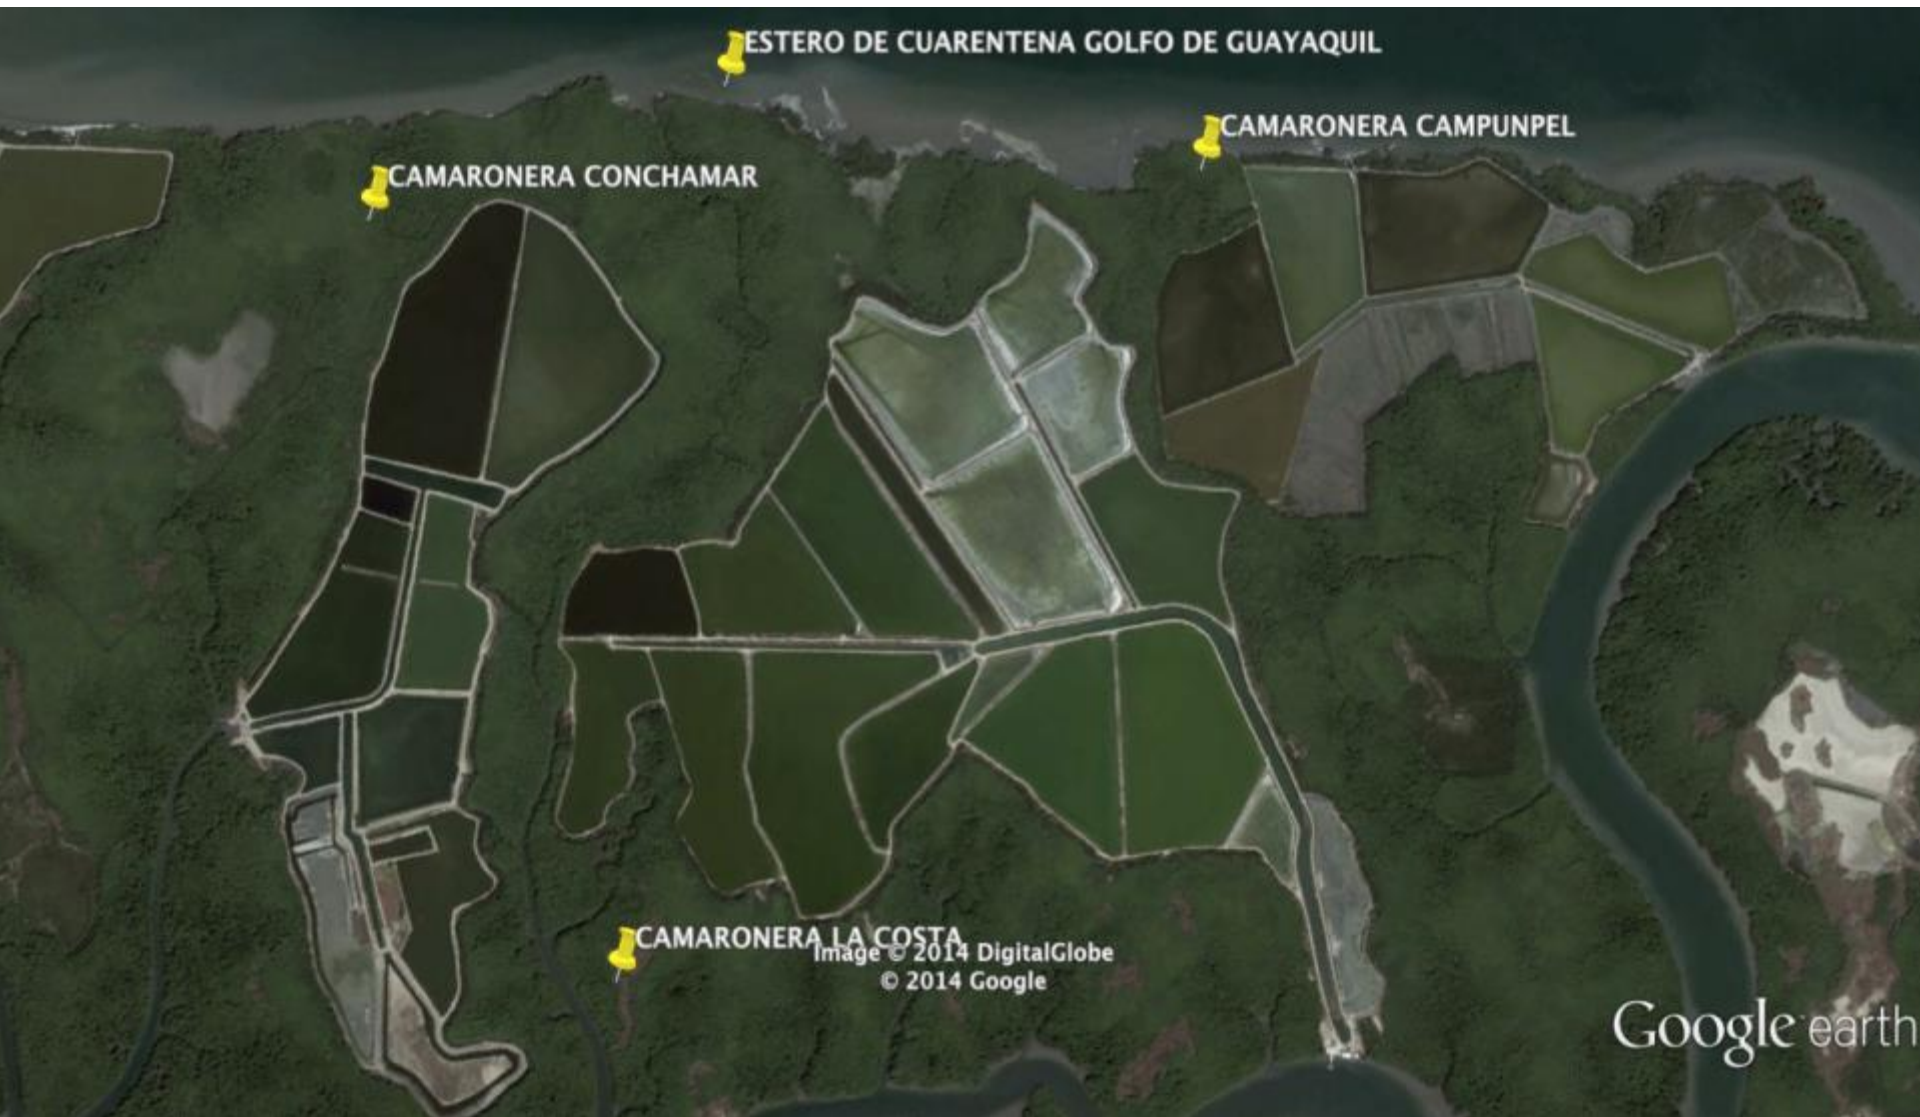 ESTERO DE CUARENTENA GOLFO DE GUAYAQUIL
CAMARONERA CAMPUNPEL
CAMARONERA CONCHAMAR
CAMARONERA LA COSTA
Image © 2014 DigitalGlobe
© 2014 Google
Google earth